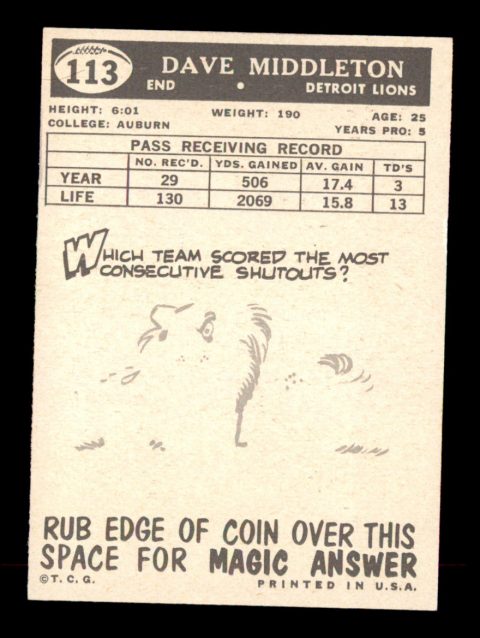 113
DAVE MIDDLETON
END • DETROIT LIONS
HEIGHT: 6:01 WEIGHT: 190 AGE: 25
COLLEGE: AUBURN YEARS PRO: 5
PASS RECEIVING RECORD
NO. REC'D. YDS. GAINED AV. GAIN TD'S
YEAR 29 506 17.4 3
LIFE 130 2069 15.8 13
WHICH TEAM SCORED THE MOST
CONSECUTIVE SHUTOUTS?
RUB EDGE OF COIN OVER THIS
SPACE FOR MAGIC ANSWER
©T.C.G. PRINTED IN U.S.A.